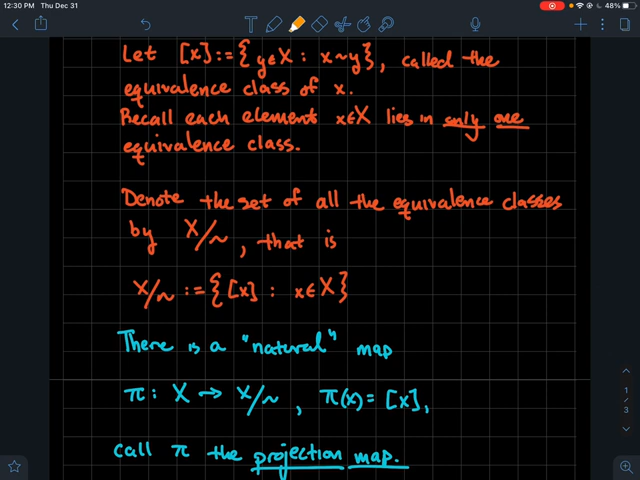 12:30 PM Thu Dec 31
48%
Let [x] := { y∈X : x~y }, called the
equivalence class of x.
Recall each element x∈X lies in only one
equivalence class.
Denote the set of all the equivalence classes
by X/~, that is
X/~ := { [x] : x∈X }
There is a "natural" map
π : X → X/~ , π(x) = [x],
call π the projection map.
1
/
3